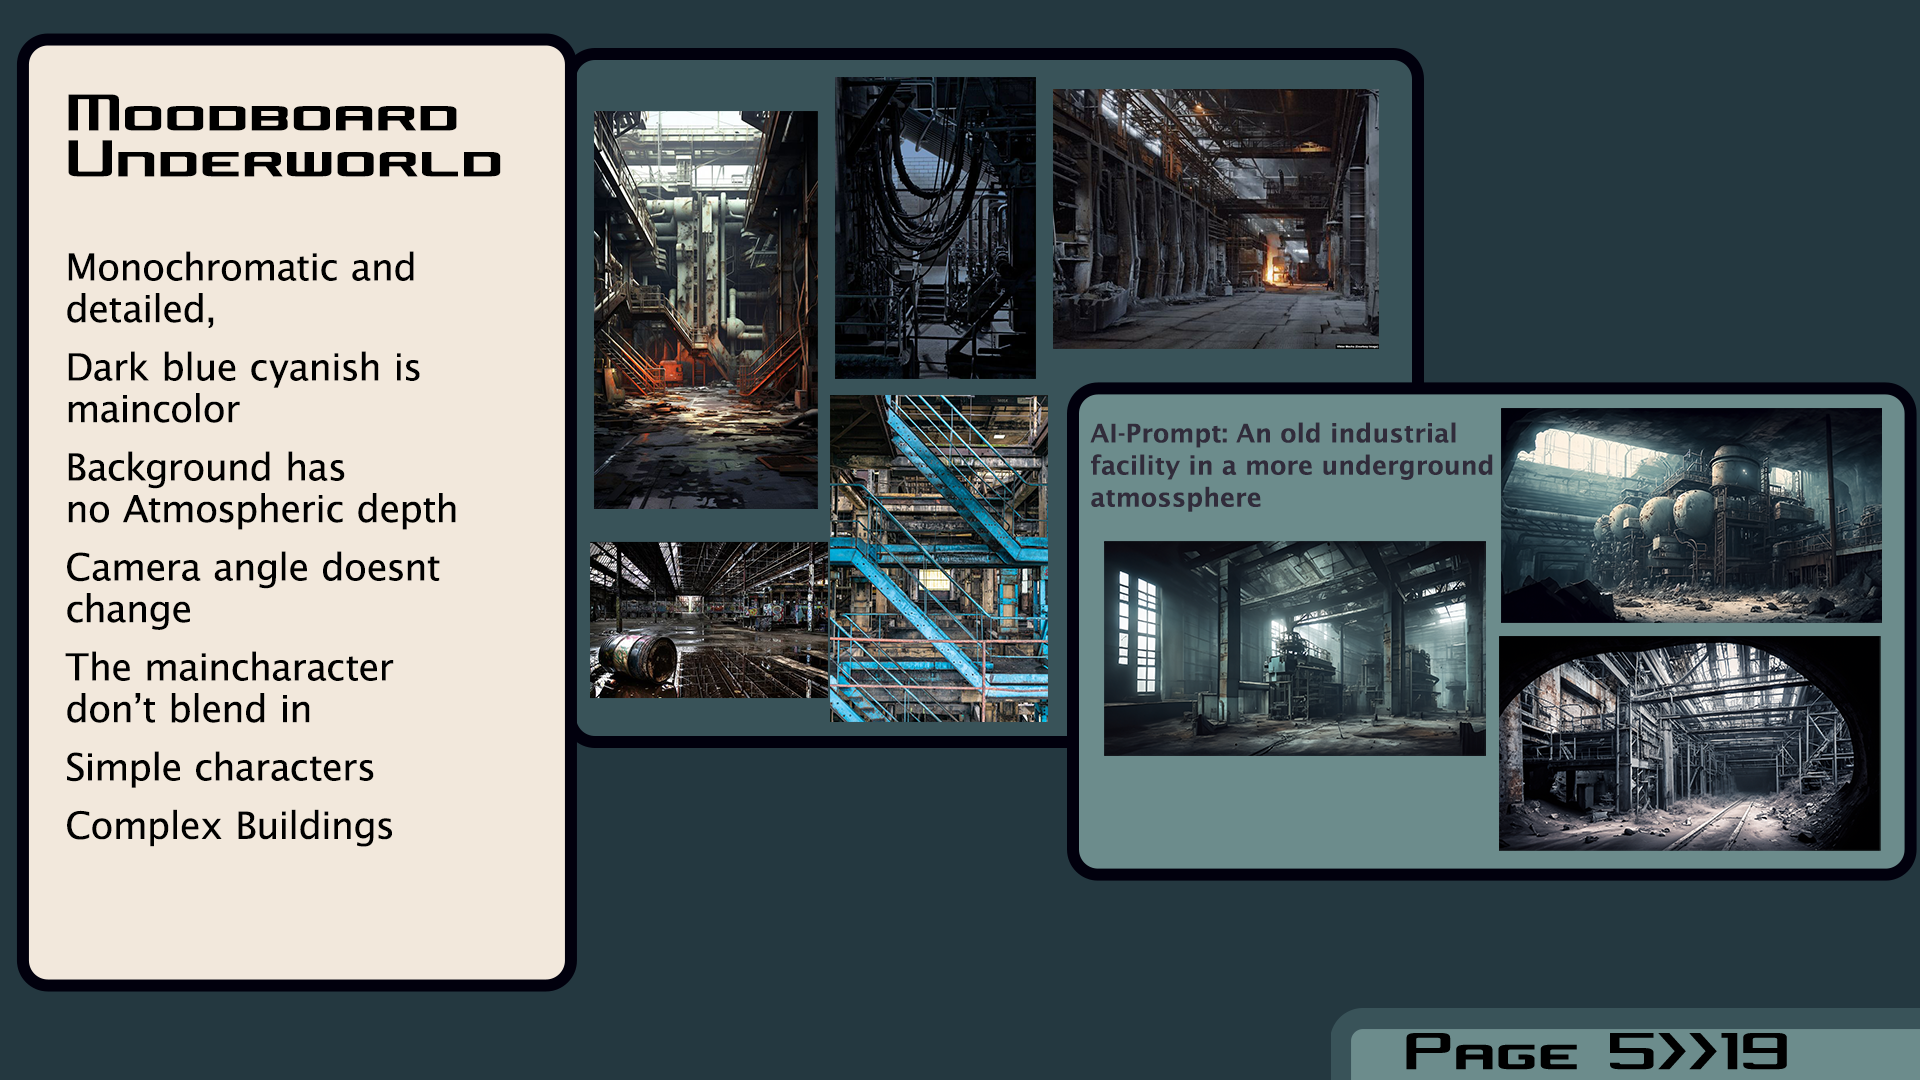 Moodboard
Underworld
Monochromatic and
detailed,
Dark blue cyanish is
maincolor
Background has
no Atmospheric depth
Camera angle doesnt
change
The maincharacter
don’t blend in
Simple characters
Complex Buildings
AI-Prompt: An old industrial
facility in a more underground
atmossphere
Page 5>>19